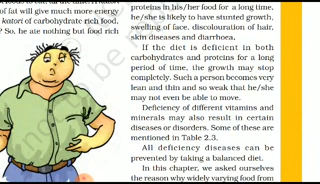 of fat will give much more energy
katori of carbohydrate rich food.
? So, he ate nothing but food rich
proteins in his/her food for a long time,
he/she is likely to have stunted growth,
swelling of face, discolouration of hair,
skin diseases and diarrhoea.
If the diet is deficient in both
carbohydrates and proteins for a long
period of time, the growth may stop
completely. Such a person becomes very
lean and thin and so weak that he/she
may not even be able to move.
Deficiency of different vitamins and
minerals may also result in certain
diseases or disorders. Some of these are
mentioned in Table 2.3.
All deficiency diseases can be
prevented by taking a balanced diet.
In this chapter, we asked ourselves
the reason why widely varying food from